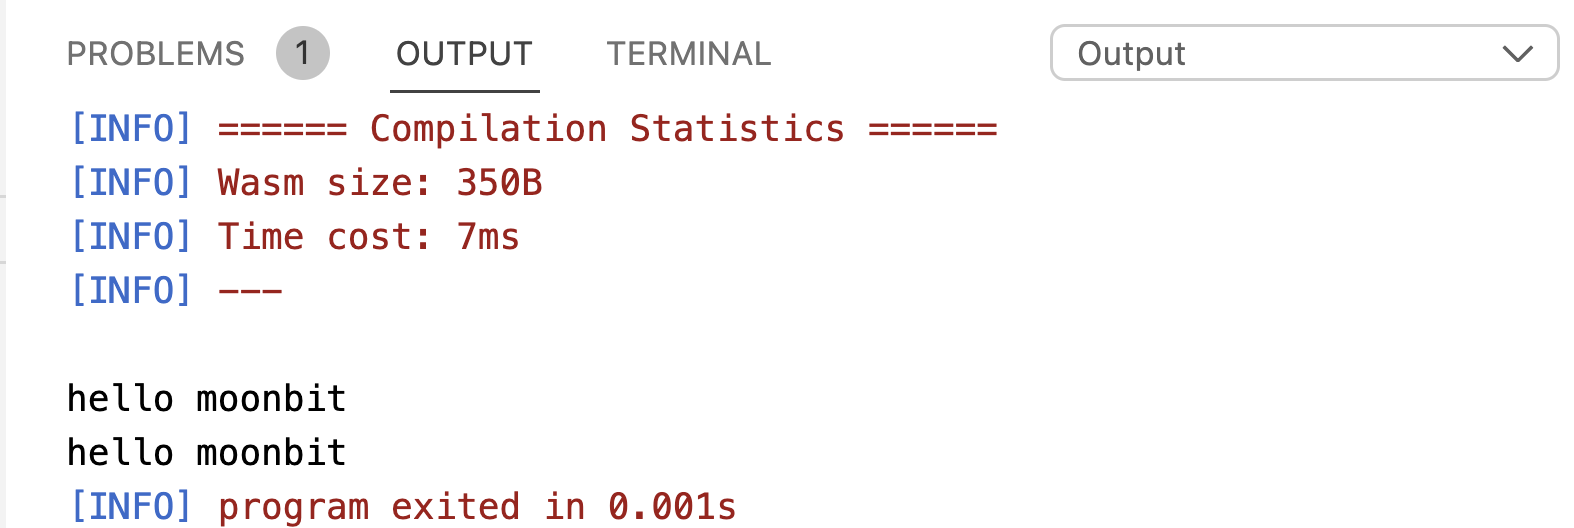 PROBLEMS 1 OUTPUT TERMINAL Output
[INFO] ====== Compilation Statistics ======
[INFO] Wasm size: 350B
[INFO] Time cost: 7ms
[INFO] ---
hello moonbit
hello moonbit
[INFO] program exited in 0.001s